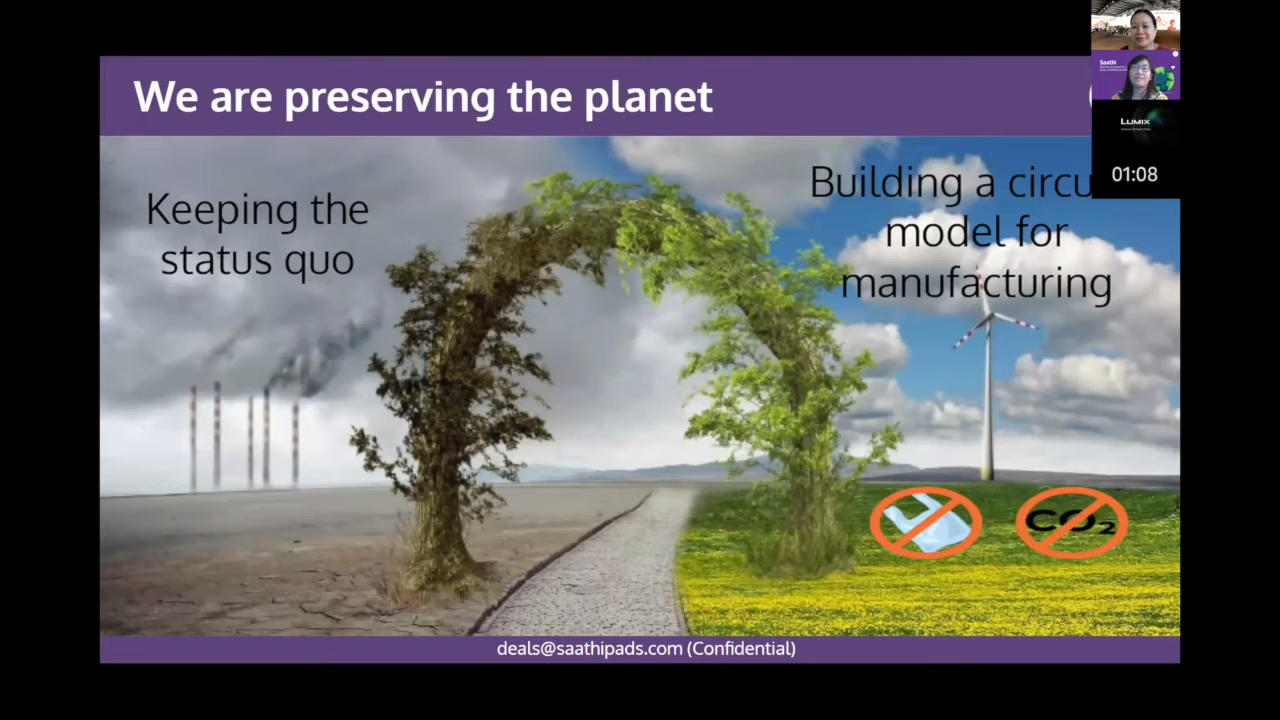 We are preserving the planet
Keeping the
status quo
Building a circu
model for
manufacturing
Saathi
LUMIX
01:08
CO₂
deals@saathipads.com (Confidential)